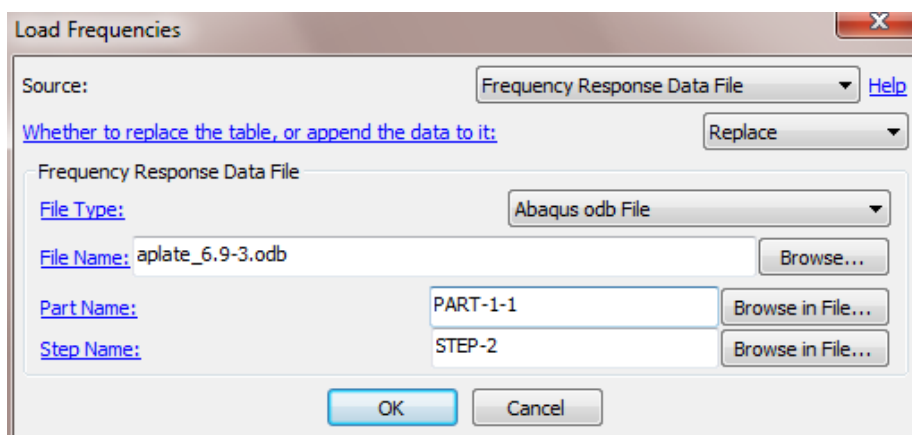 Load Frequencies
Source: Frequency Response Data File Help
Whether to replace the table, or append the data to it: Replace
Frequency Response Data File
File Type: Abaqus odb File
File Name: aplate_6.9-3.odb Browse...
Part Name: PART-1-1 Browse in File...
Step Name: STEP-2 Browse in File...
OK Cancel